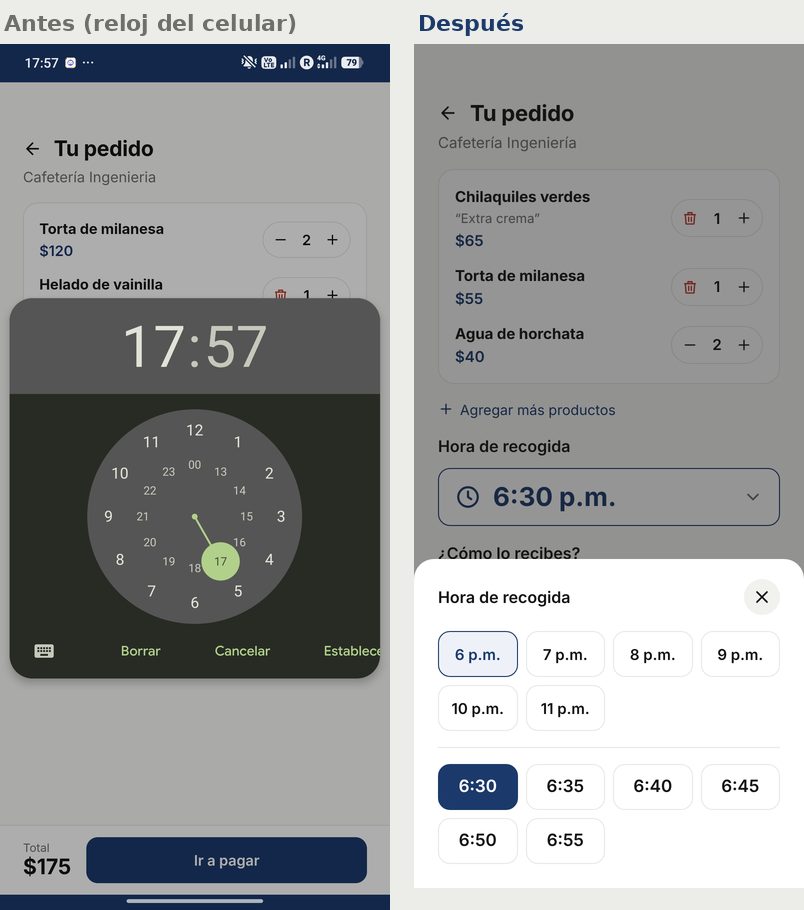 Antes (reloj del celular)
17:57 ...
VO LTE R 4G 79
Tu pedido
Cafetería Ingenieria
Torta de milanesa
$120
− 2 +
Helado de vainilla
1 +
17:57
12
11 1
00
23 13
10 2
22 14
9 21 15 3
20 16
8 19 17 4
18
7 5
6
Borrar Cancelar Establece
Total
$175
Ir a pagar
Después
Tu pedido
Cafetería Ingeniería
Chilaquiles verdes
“Extra crema”
$65
1 +
Torta de milanesa
$55
1 +
Agua de horchata
$40
− 2 +
+ Agregar más productos
Hora de recogida
6:30 p.m.
¿Cómo lo recibes?
Hora de recogida
6 p.m. 7 p.m. 8 p.m. 9 p.m.
10 p.m. 11 p.m.
6:30 6:35 6:40 6:45
6:50 6:55